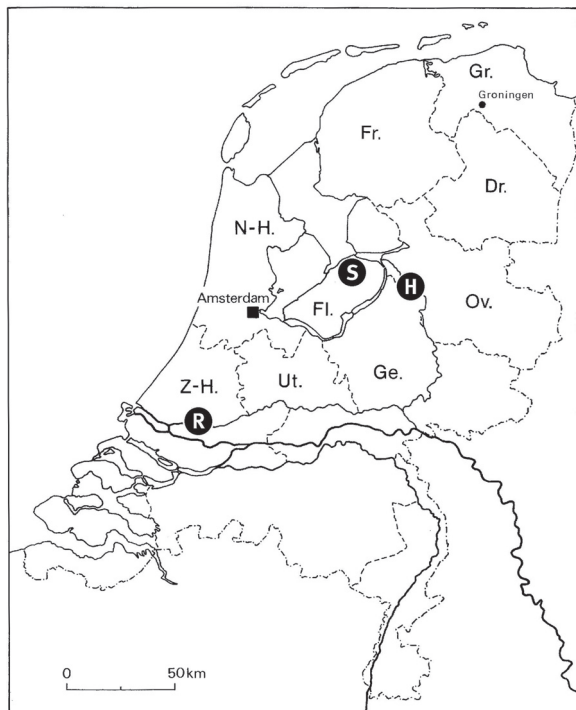 Gr.
Groningen
Fr.
Dr.
N-H.
S
H
Amsterdam
Fl.
Ov.
Z-H.
Ut.
Ge.
R
0 50km